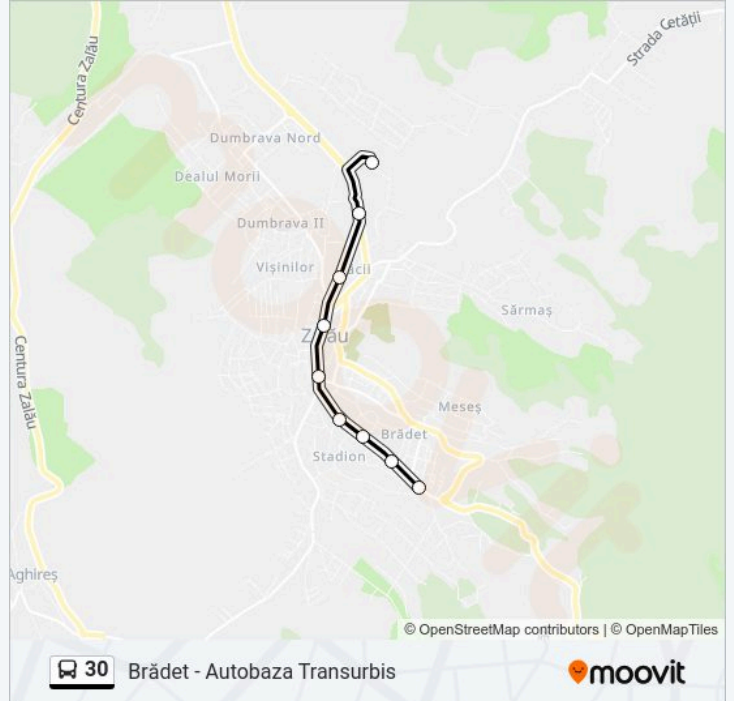 Strada Cetății
Centura Zalău
Dumbrava Nord
Dealul Morii
Dumbrava II
Vișinilor
Sărmaș
Zalău
Centura Zalău
Meseș
Brădet
Stadion
Aghireș
© OpenStreetMap contributors | © OpenMapTiles
30 Brădet - Autobaza Transurbis
moovit